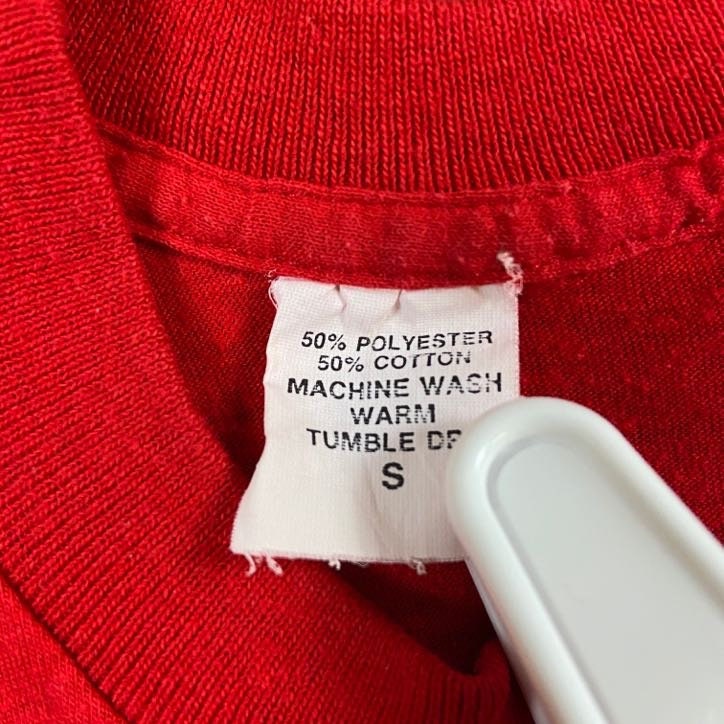 50% POLYESTER
50% COTTON
MACHINE WASH
WARM
TUMBLE
S